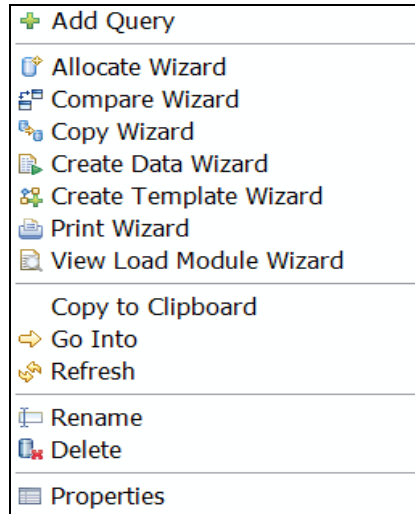 Add Query
Allocate Wizard
Compare Wizard
Copy Wizard
Create Data Wizard
Create Template Wizard
Print Wizard
View Load Module Wizard
Copy to Clipboard
Go Into
Refresh
Rename
Delete
Properties